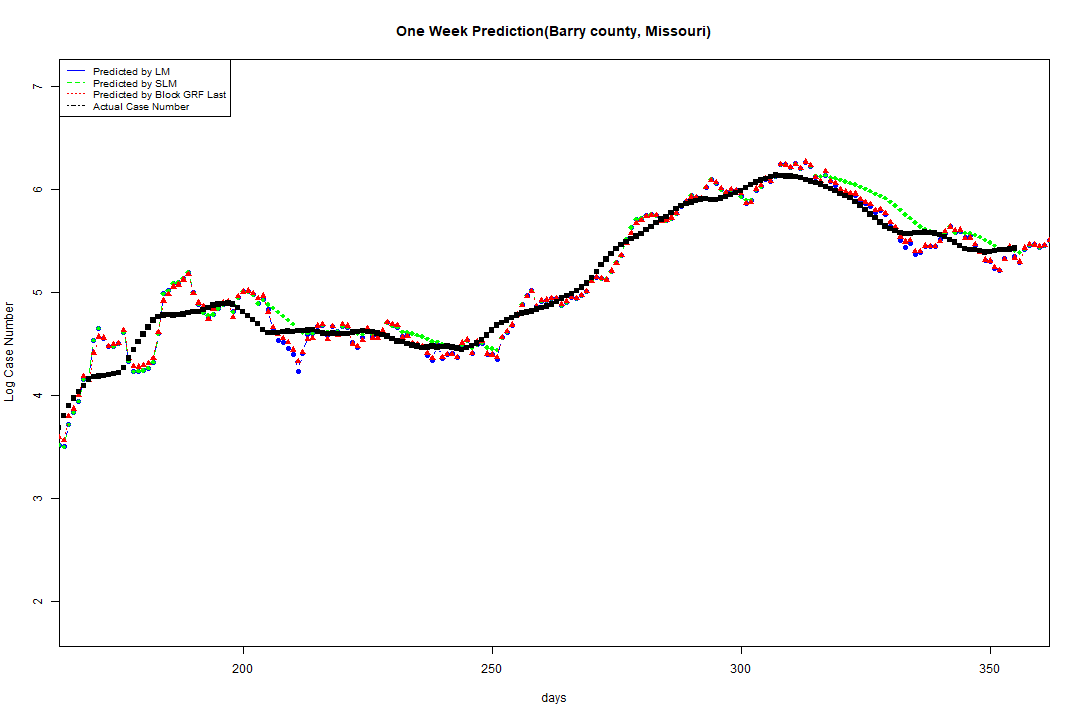 One Week Prediction(Barry county, Missouri)
Predicted by LM
Predicted by SLM
Predicted by Block GRF Last
Actual Case Number
7
6
5
4
3
2
Log Case Number
200 250 300 350
days